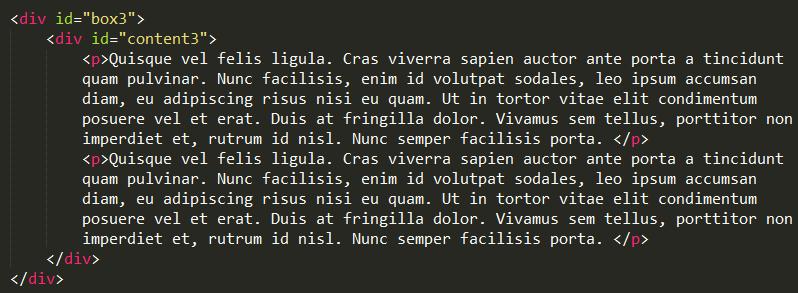 <div id="box3">
<div id="content3">
<p>Quisque vel felis ligula. Cras viverra sapien auctor ante porta a tincidunt
quam pulvinar. Nunc facilisis, enim id volutpat sodales, leo ipsum accumsan
diam, eu adipiscing risus nisi eu quam. Ut in tortor vitae elit condimentum
posuere vel et erat. Duis at fringilla dolor. Vivamus sem tellus, porttitor non
imperdiet et, rutrum id nisl. Nunc semper facilisis porta. </p>
<p>Quisque vel felis ligula. Cras viverra sapien auctor ante porta a tincidunt
quam pulvinar. Nunc facilisis, enim id volutpat sodales, leo ipsum accumsan
diam, eu adipiscing risus nisi eu quam. Ut in tortor vitae elit condimentum
posuere vel et erat. Duis at fringilla dolor. Vivamus sem tellus, porttitor non
imperdiet et, rutrum id nisl. Nunc semper facilisis porta. </p>
</div>
</div>